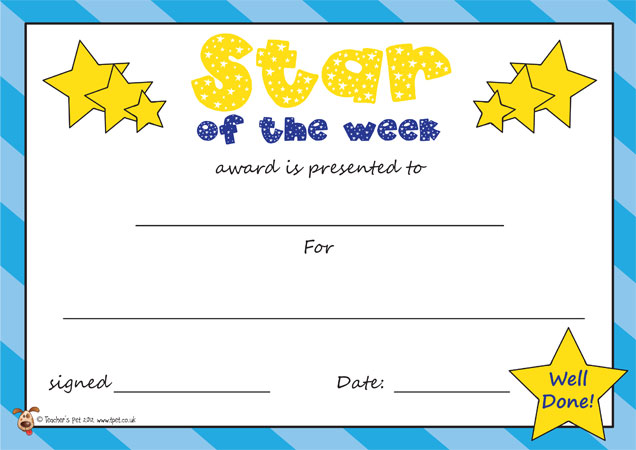 Star
of the week
award is presented to
For
signed
Date:
Well
Done!
© Teacher's Pet 2012 www.tpet.co.uk